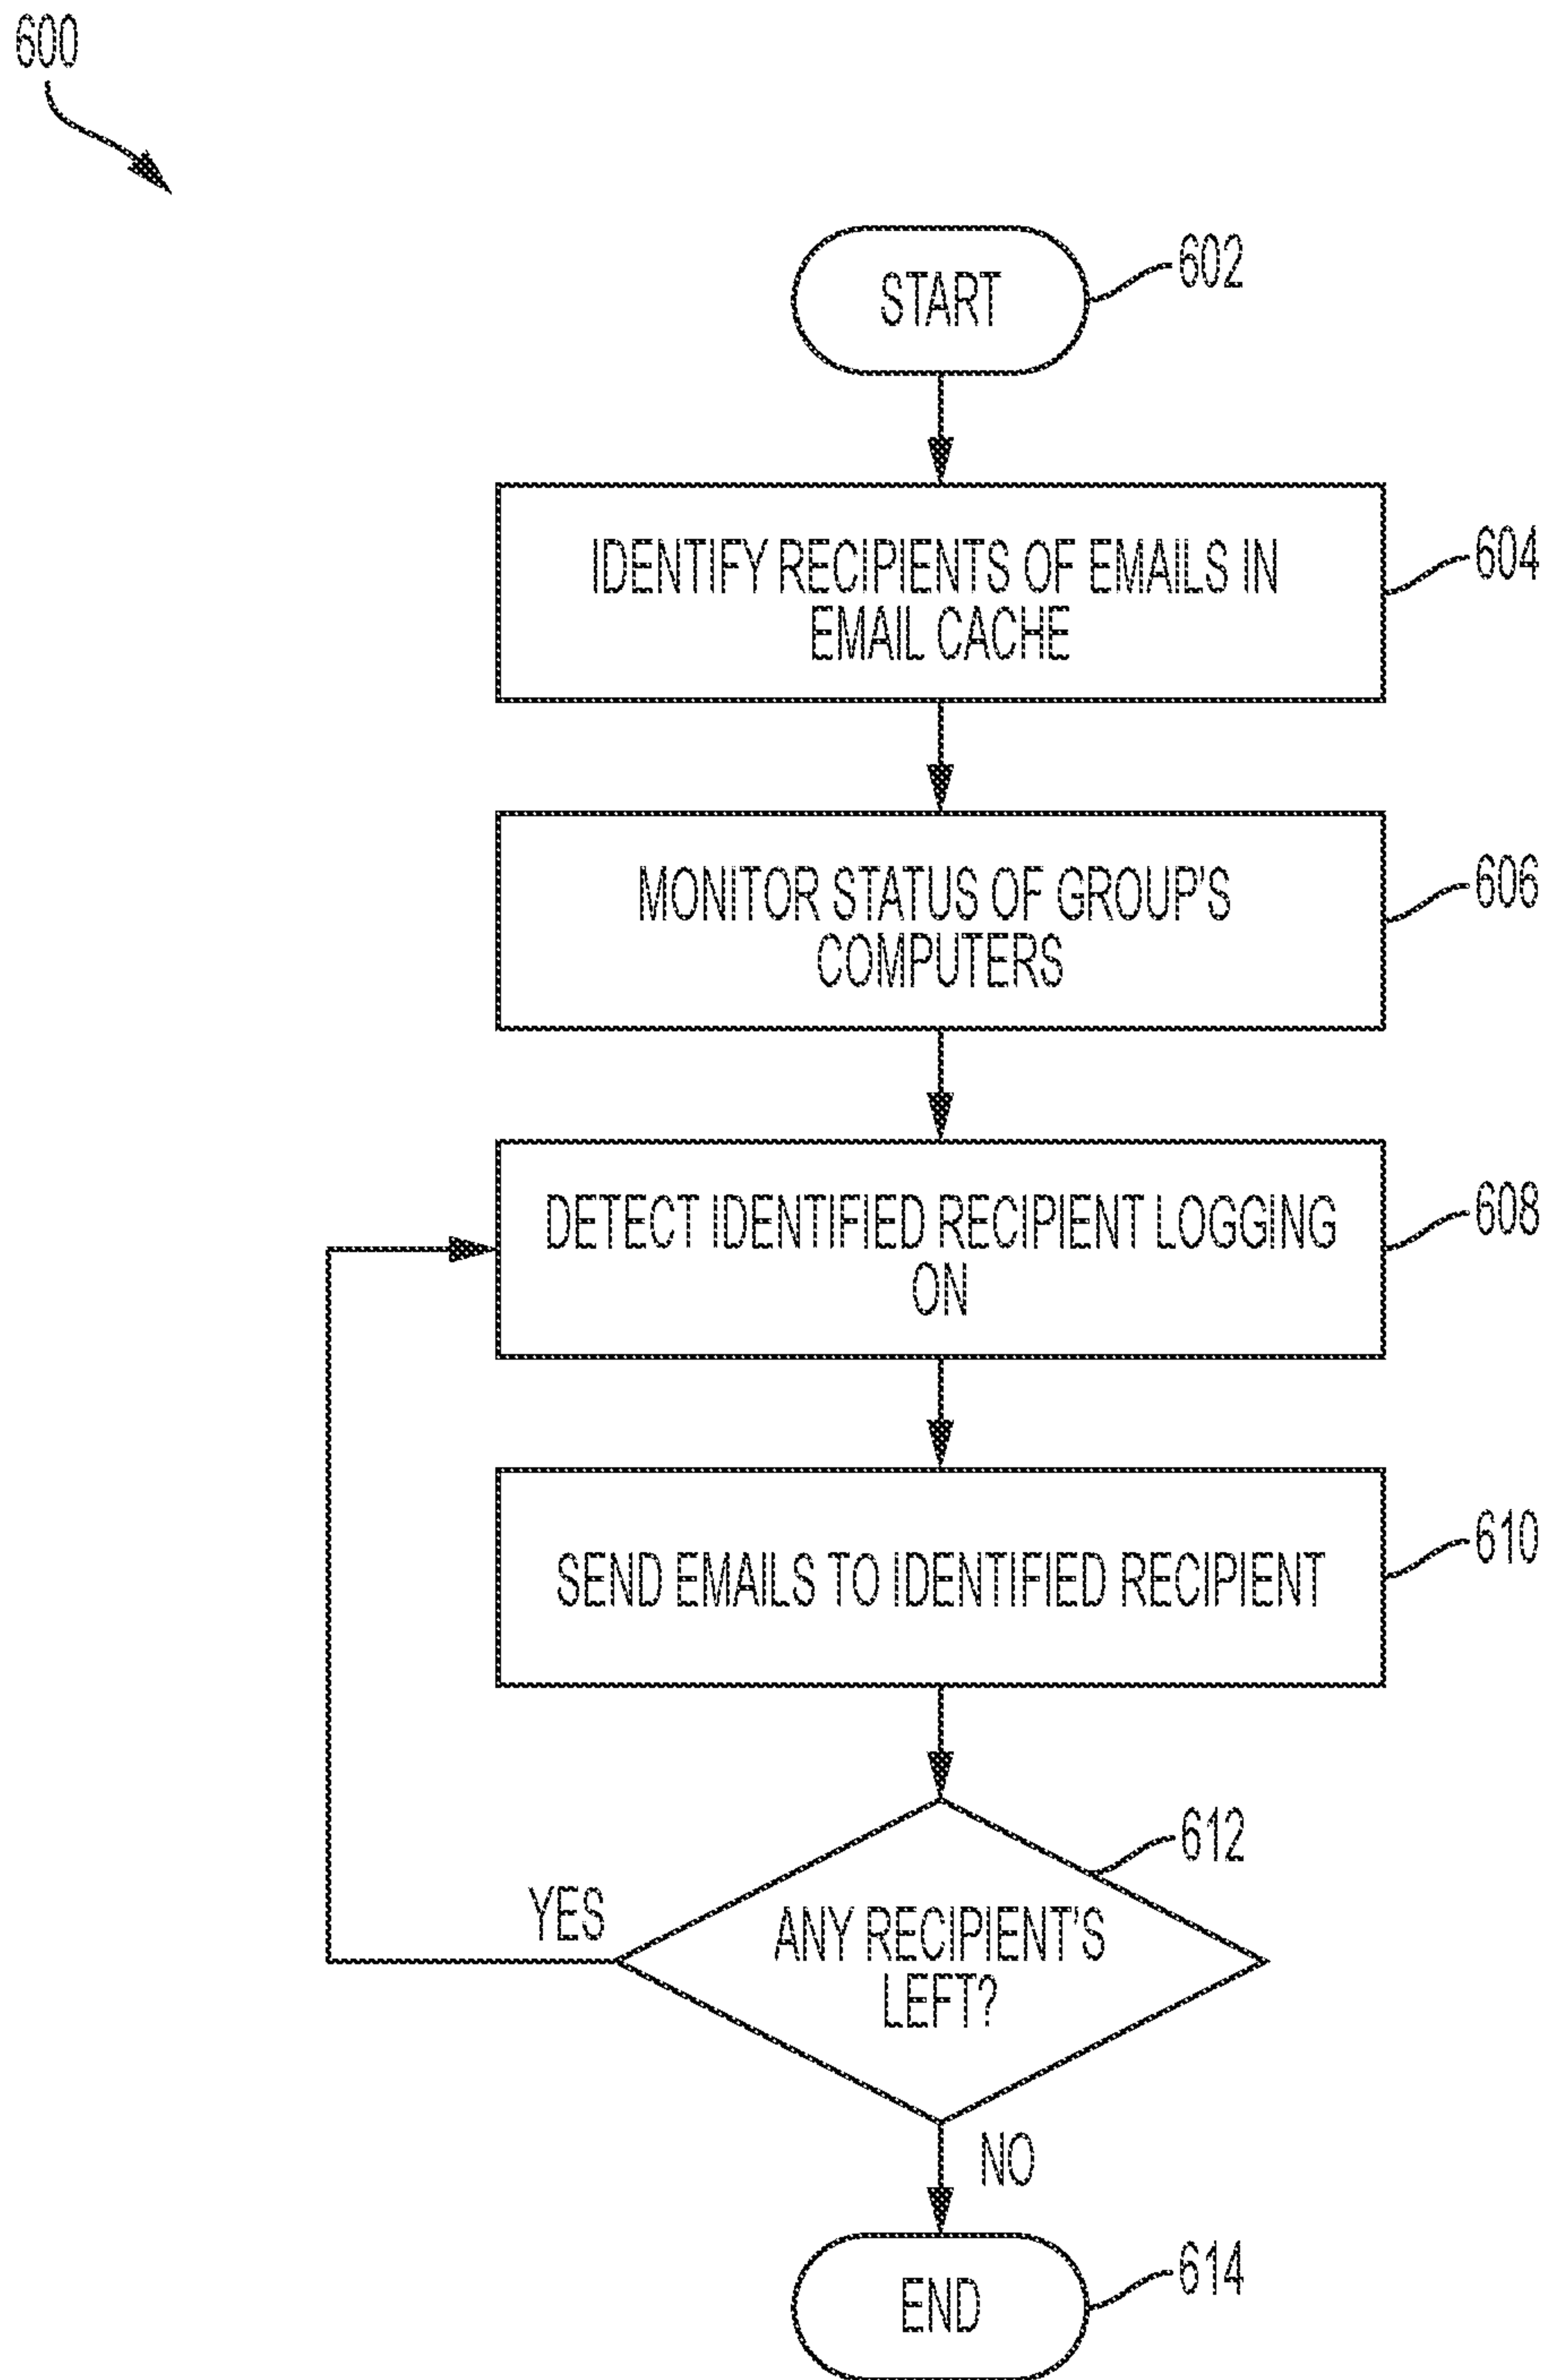 600
START
602
IDENTIFY RECIPIENTS OF EMAILS IN
EMAIL CACHE
604
MONITOR STATUS OF GROUP'S
COMPUTERS
606
DETECT IDENTIFIED RECIPIENT LOGGING
ON
608
SEND EMAILS TO IDENTIFIED RECIPIENT
610
612
YES
ANY RECIPIENT'S
LEFT?
NO
END
614